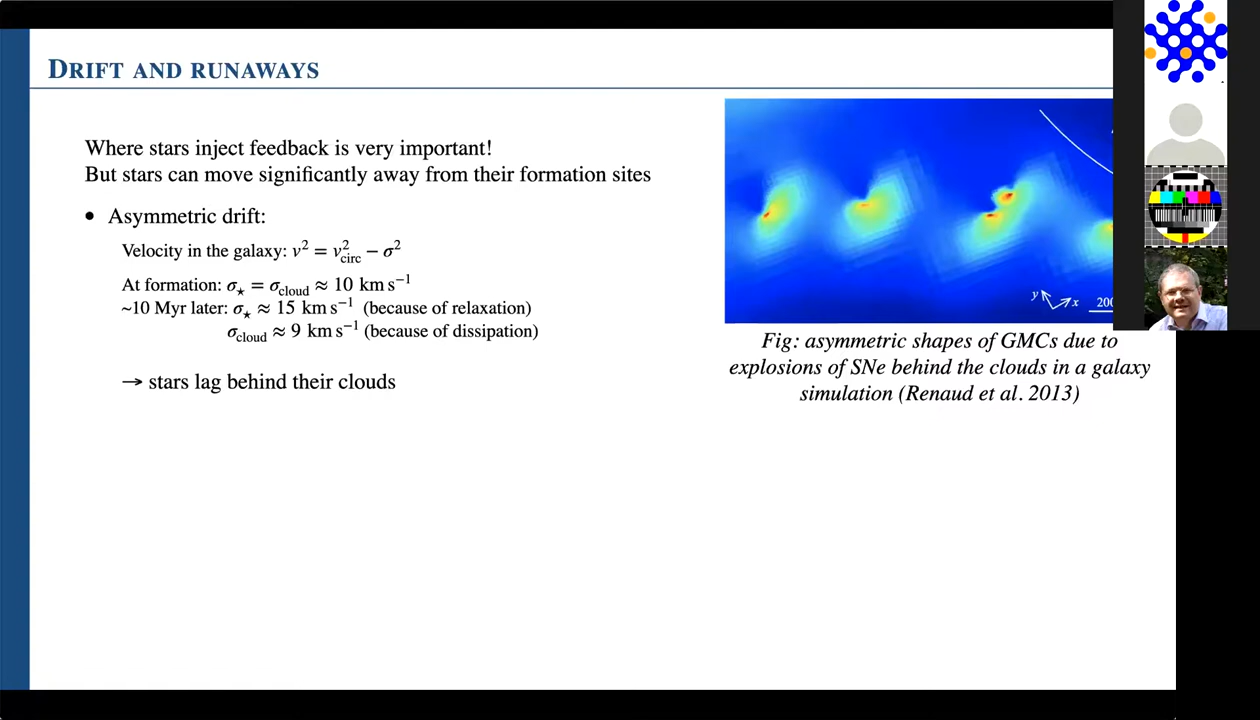 DRIFT AND RUNAWAYS
Where stars inject feedback is very important!
But stars can move significantly away from their formation sites
• Asymmetric drift:
Velocity in the galaxy: v² = v²circ − σ²
At formation: σ⋆ = σcloud ≈ 10 km s⁻¹
~10 Myr later: σ⋆ ≈ 15 km s⁻¹ (because of relaxation)
σcloud ≈ 9 km s⁻¹ (because of dissipation)
→ stars lag behind their clouds
y x 200
Fig: asymmetric shapes of GMCs due to
explosions of SNe behind the clouds in a galaxy
simulation (Renaud et al. 2013)